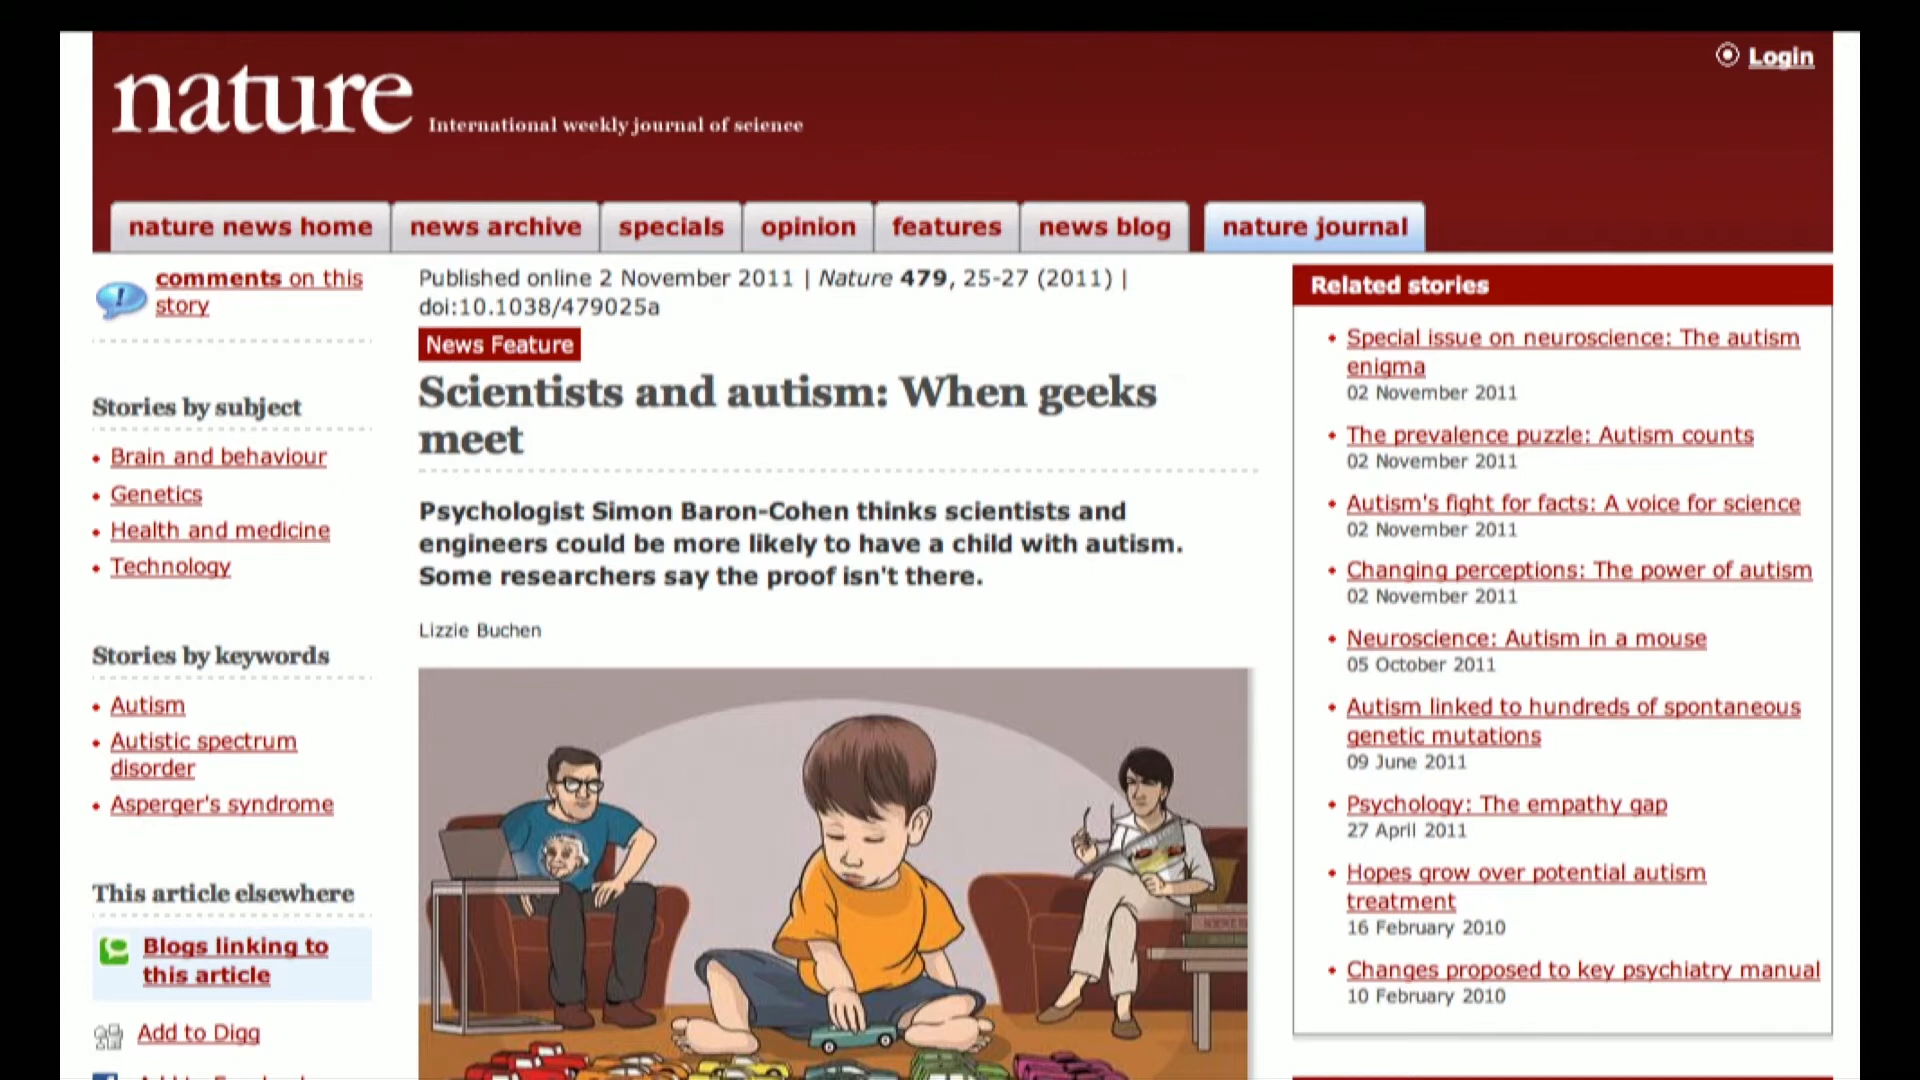 Login
nature
International weekly journal of science
nature news home
news archive
specials
opinion
features
news blog
nature journal
comments on this
story
Stories by subject
Brain and behaviour
Genetics
Health and medicine
Technology
Stories by keywords
Autism
Autistic spectrum
disorder
Asperger's syndrome
This article elsewhere
Blogs linking to
this article
Add to Digg
Published online 2 November 2011 | Nature 479, 25-27 (2011) |
doi:10.1038/479025a
News Feature
Scientists and autism: When geeks
meet
Psychologist Simon Baron-Cohen thinks scientists and
engineers could be more likely to have a child with autism.
Some researchers say the proof isn't there.
Lizzie Buchen
Related stories
Special issue on neuroscience: The autism
enigma
02 November 2011
The prevalence puzzle: Autism counts
02 November 2011
Autism's fight for facts: A voice for science
02 November 2011
Changing perceptions: The power of autism
02 November 2011
Neuroscience: Autism in a mouse
05 October 2011
Autism linked to hundreds of spontaneous
genetic mutations
09 June 2011
Psychology: The empathy gap
27 April 2011
Hopes grow over potential autism
treatment
16 February 2010
Changes proposed to key psychiatry manual
10 February 2010